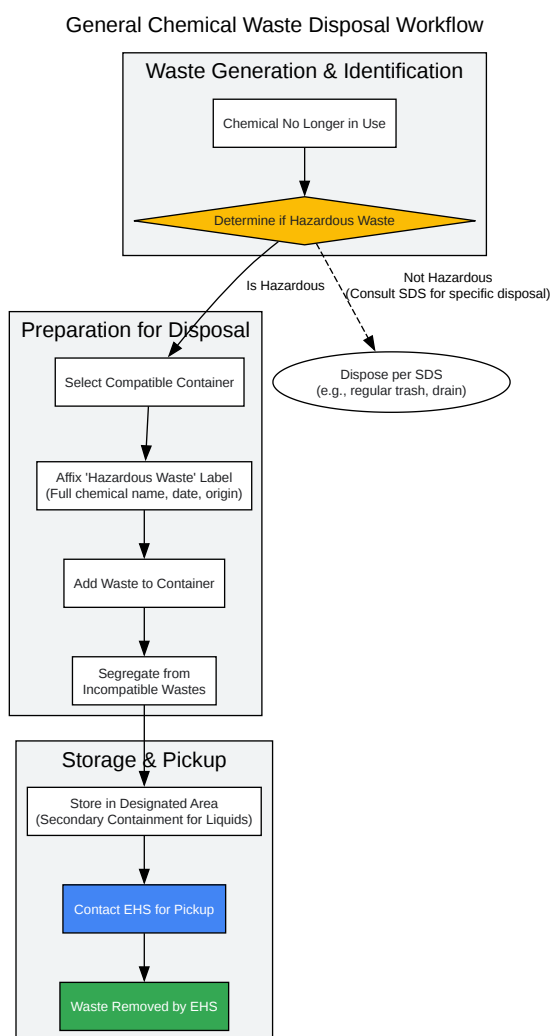 General Chemical Waste Disposal Workflow
Waste Generation & Identification
Chemical No Longer in Use
Determine if Hazardous Waste
Is Hazardous
Not Hazardous
(Consult SDS for specific disposal)
Preparation for Disposal
Select Compatible Container
Dispose per SDS
(e.g., regular trash, drain)
Affix 'Hazardous Waste' Label
(Full chemical name, date, origin)
Add Waste to Container
Segregate from
Incompatible Wastes
Storage & Pickup
Store in Designated Area
(Secondary Containment for Liquids)
Contact EHS for Pickup
Waste Removed by EHS